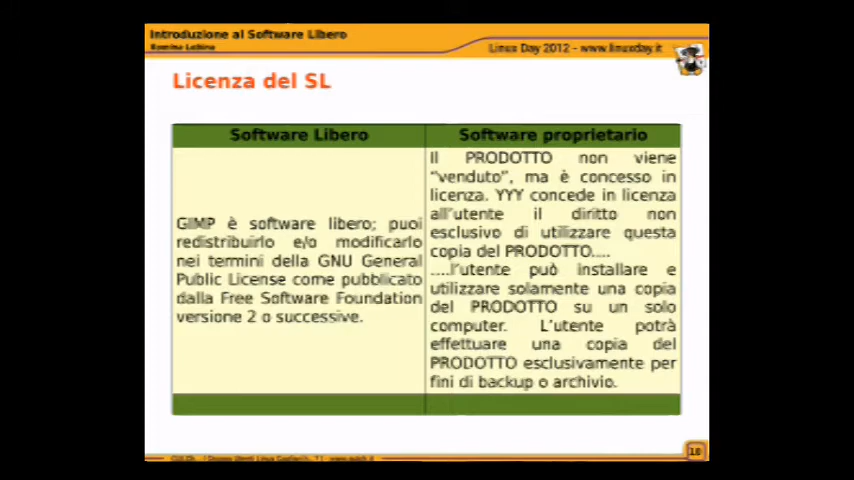 Introduzione al Software Libero
Linux Day 2012 - www.linuxday.it
Licenza del SL
Software Libero
Software proprietario
GIMP è software libero; puoi
redistribuirlo e/o modificarlo
nei termini della GNU General
Public License come pubblicato
dalla Free Software Foundation
versione 2 o successive.
Il PRODOTTO non viene
“venduto”, ma è concesso in
licenza. YYY concede in licenza
all’utente il diritto non
esclusivo di utilizzare questa
copia del PRODOTTO....
....l’utente può installare e
utilizzare solamente una copia
del PRODOTTO su un solo
computer. L’utente potrà
effettuare una copia del
PRODOTTO esclusivamente per
fini di backup o archivio.